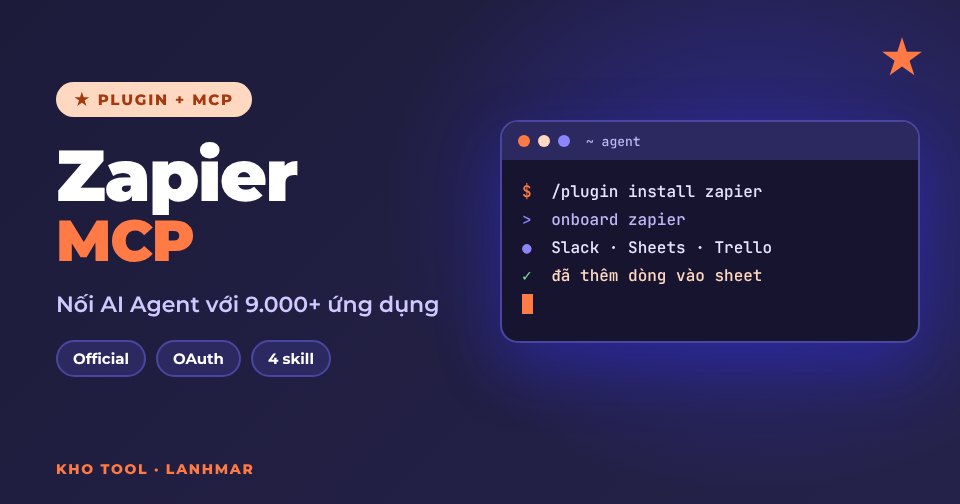 ★ PLUGIN + MCP
Zapier
MCP
Nối AI Agent với 9.000+ ứng dụng
Official OAuth 4 skill
KHO TOOL · LANHMAR
~ agent
$ /plugin install zapier
> onboard zapier
● Slack · Sheets · Trello
✓ đã thêm dòng vào sheet